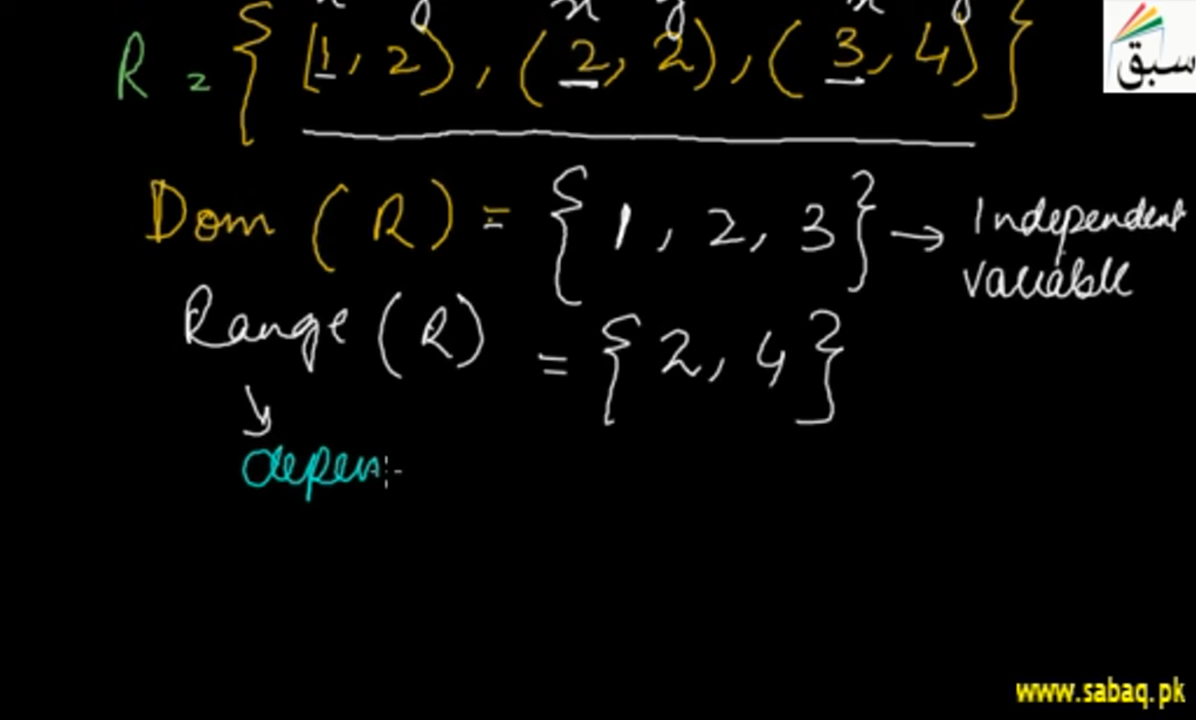 x y x y x y
R = { (1, 2), (2, 2), (3, 4) }
سبق
Dom (R) = { 1, 2, 3 } → Independent
variable
Range (R) = { 2, 4 }
depen
www.sabaq.pk